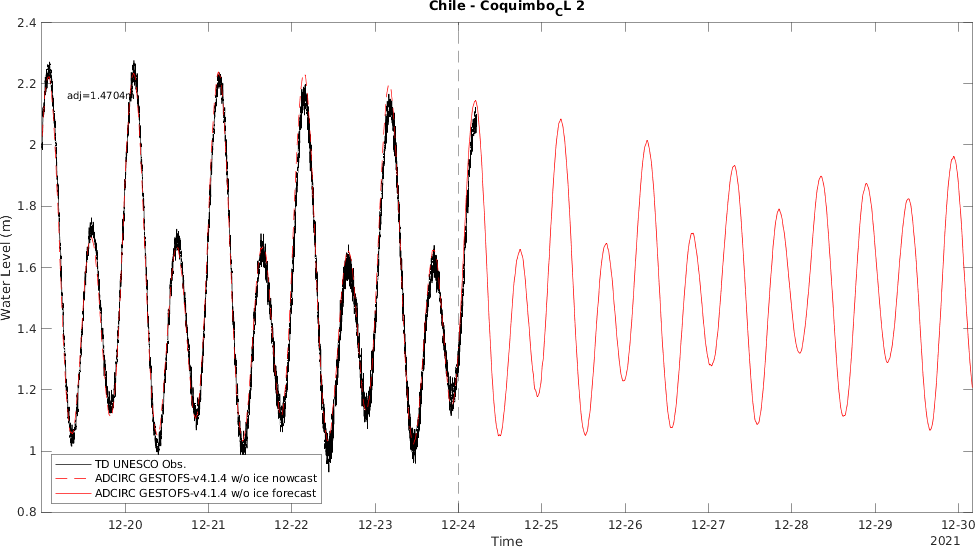 Chile - Coquimbo_CL 2
Water Level (m)
2.4
2.2
2
1.8
1.6
1.4
1.2
1
0.8
adj=1.4704m
TD UNESCO Obs.
ADCIRC GESTOFS-v4.1.4 w/o ice nowcast
ADCIRC GESTOFS-v4.1.4 w/o ice forecast
12-20 12-21 12-22 12-23 12-24 12-25 12-26 12-27 12-28 12-29 12-30
Time
2021